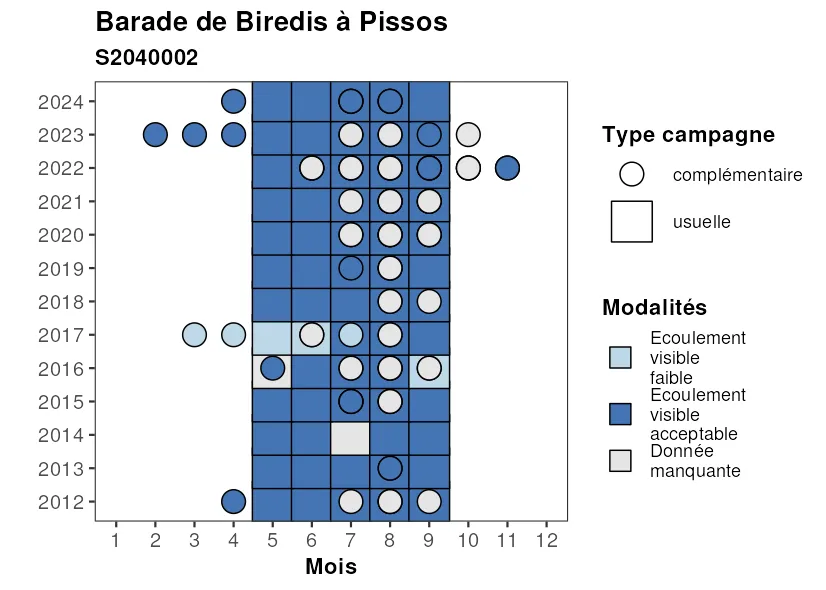 Barade de Biredis à Pissos
S2040002
2024
2023
2022
2021
2020
2019
2018
2017
2016
2015
2014
2013
2012
1 2 3 4 5 6 7 8 9 10 11 12
Mois
Type campagne
complémentaire
usuelle
Modalités
Ecoulement
visible
faible
Ecoulement
visible
acceptable
Donnée
manquante